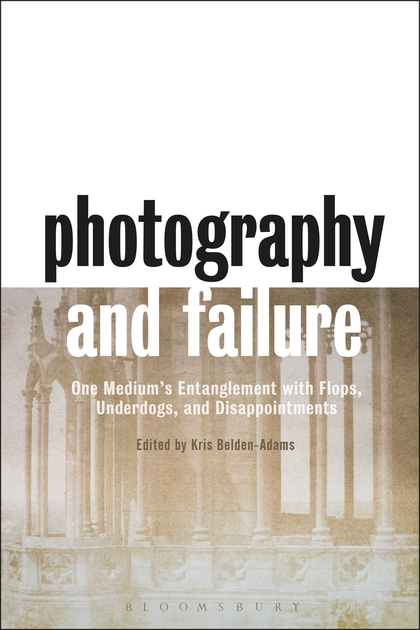 photography
and failure
One Medium's Entanglement with Flops,
Underdogs, and Disappointments
Edited by Kris Belden-Adams
BLOOMSBURY